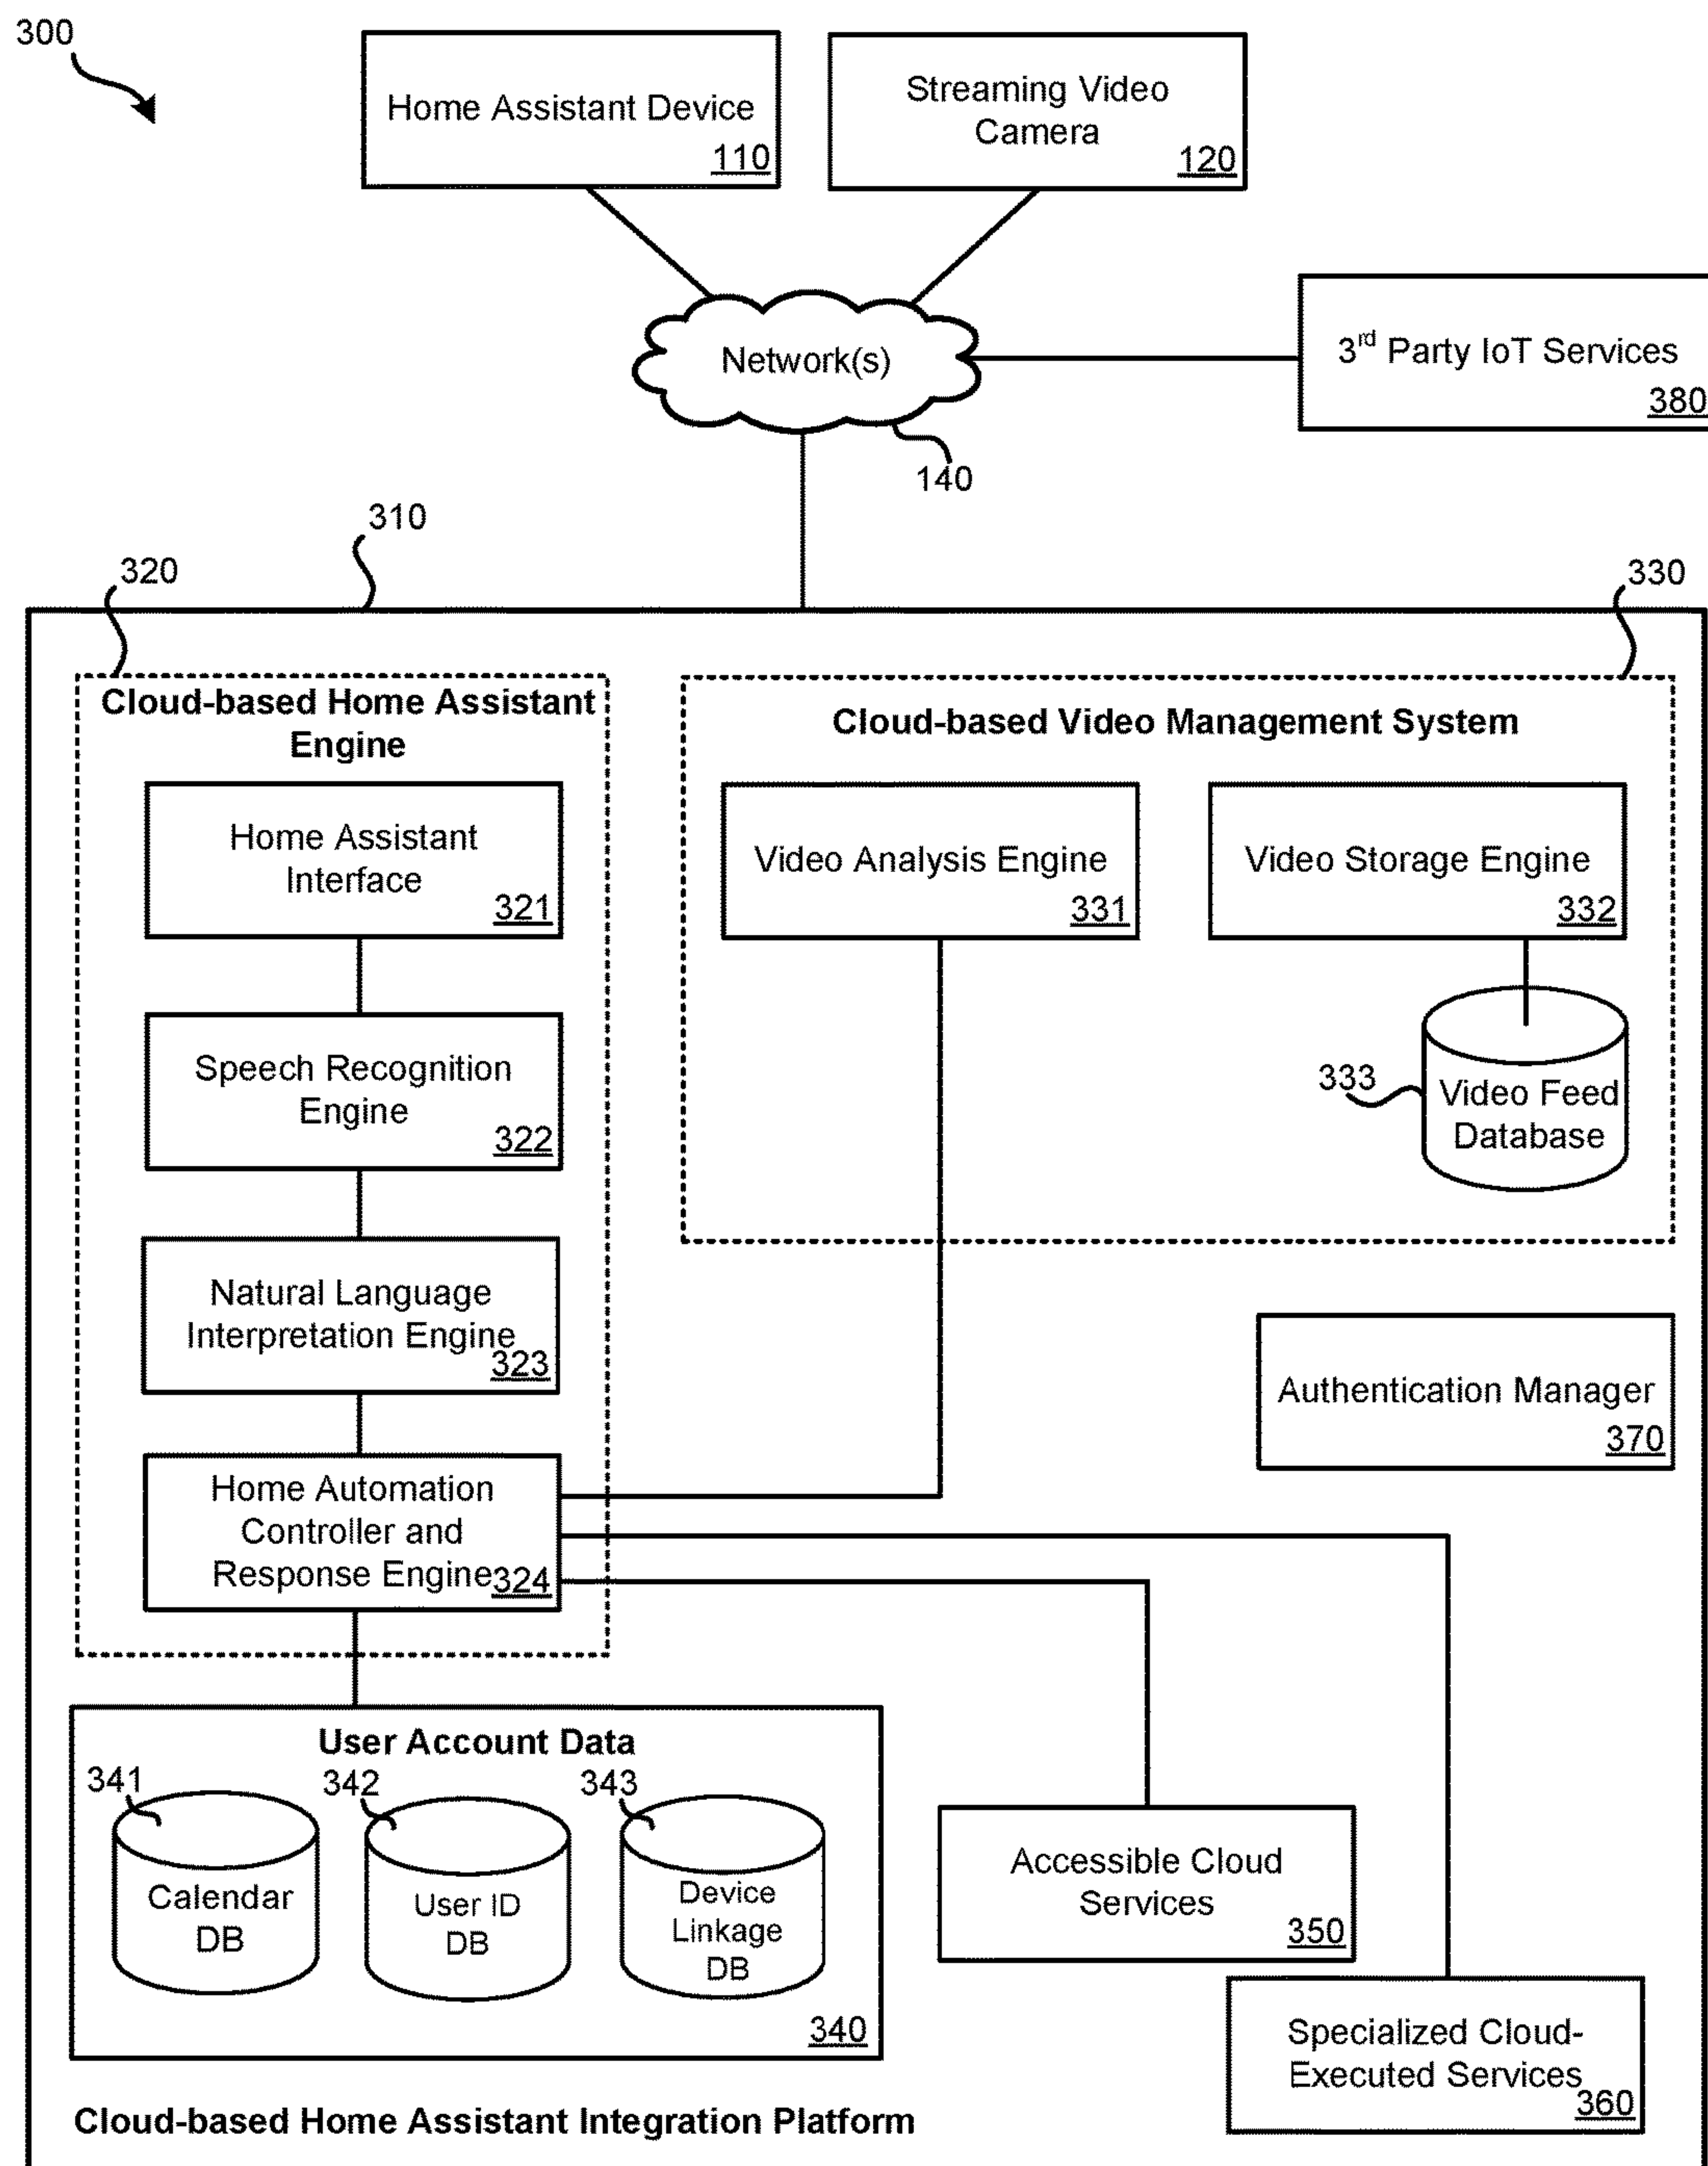 300
Home Assistant Device
110
Streaming Video
Camera
120
Network(s)
140
3rd Party IoT Services
380
310
320
330
Cloud-based Home Assistant
Engine
Home Assistant
Interface
321
Speech Recognition
Engine
322
Natural Language
Interpretation Engine
323
Home Automation
Controller and
Response Engine
324
Cloud-based Video Management System
Video Analysis Engine
331
Video Storage Engine
332
333
Video Feed
Database
Authentication Manager
370
User Account Data
341
Calendar
DB
342
User ID
DB
343
Device
Linkage
DB
340
Accessible Cloud
Services
350
Specialized Cloud-
Executed Services
360
Cloud-based Home Assistant Integration Platform